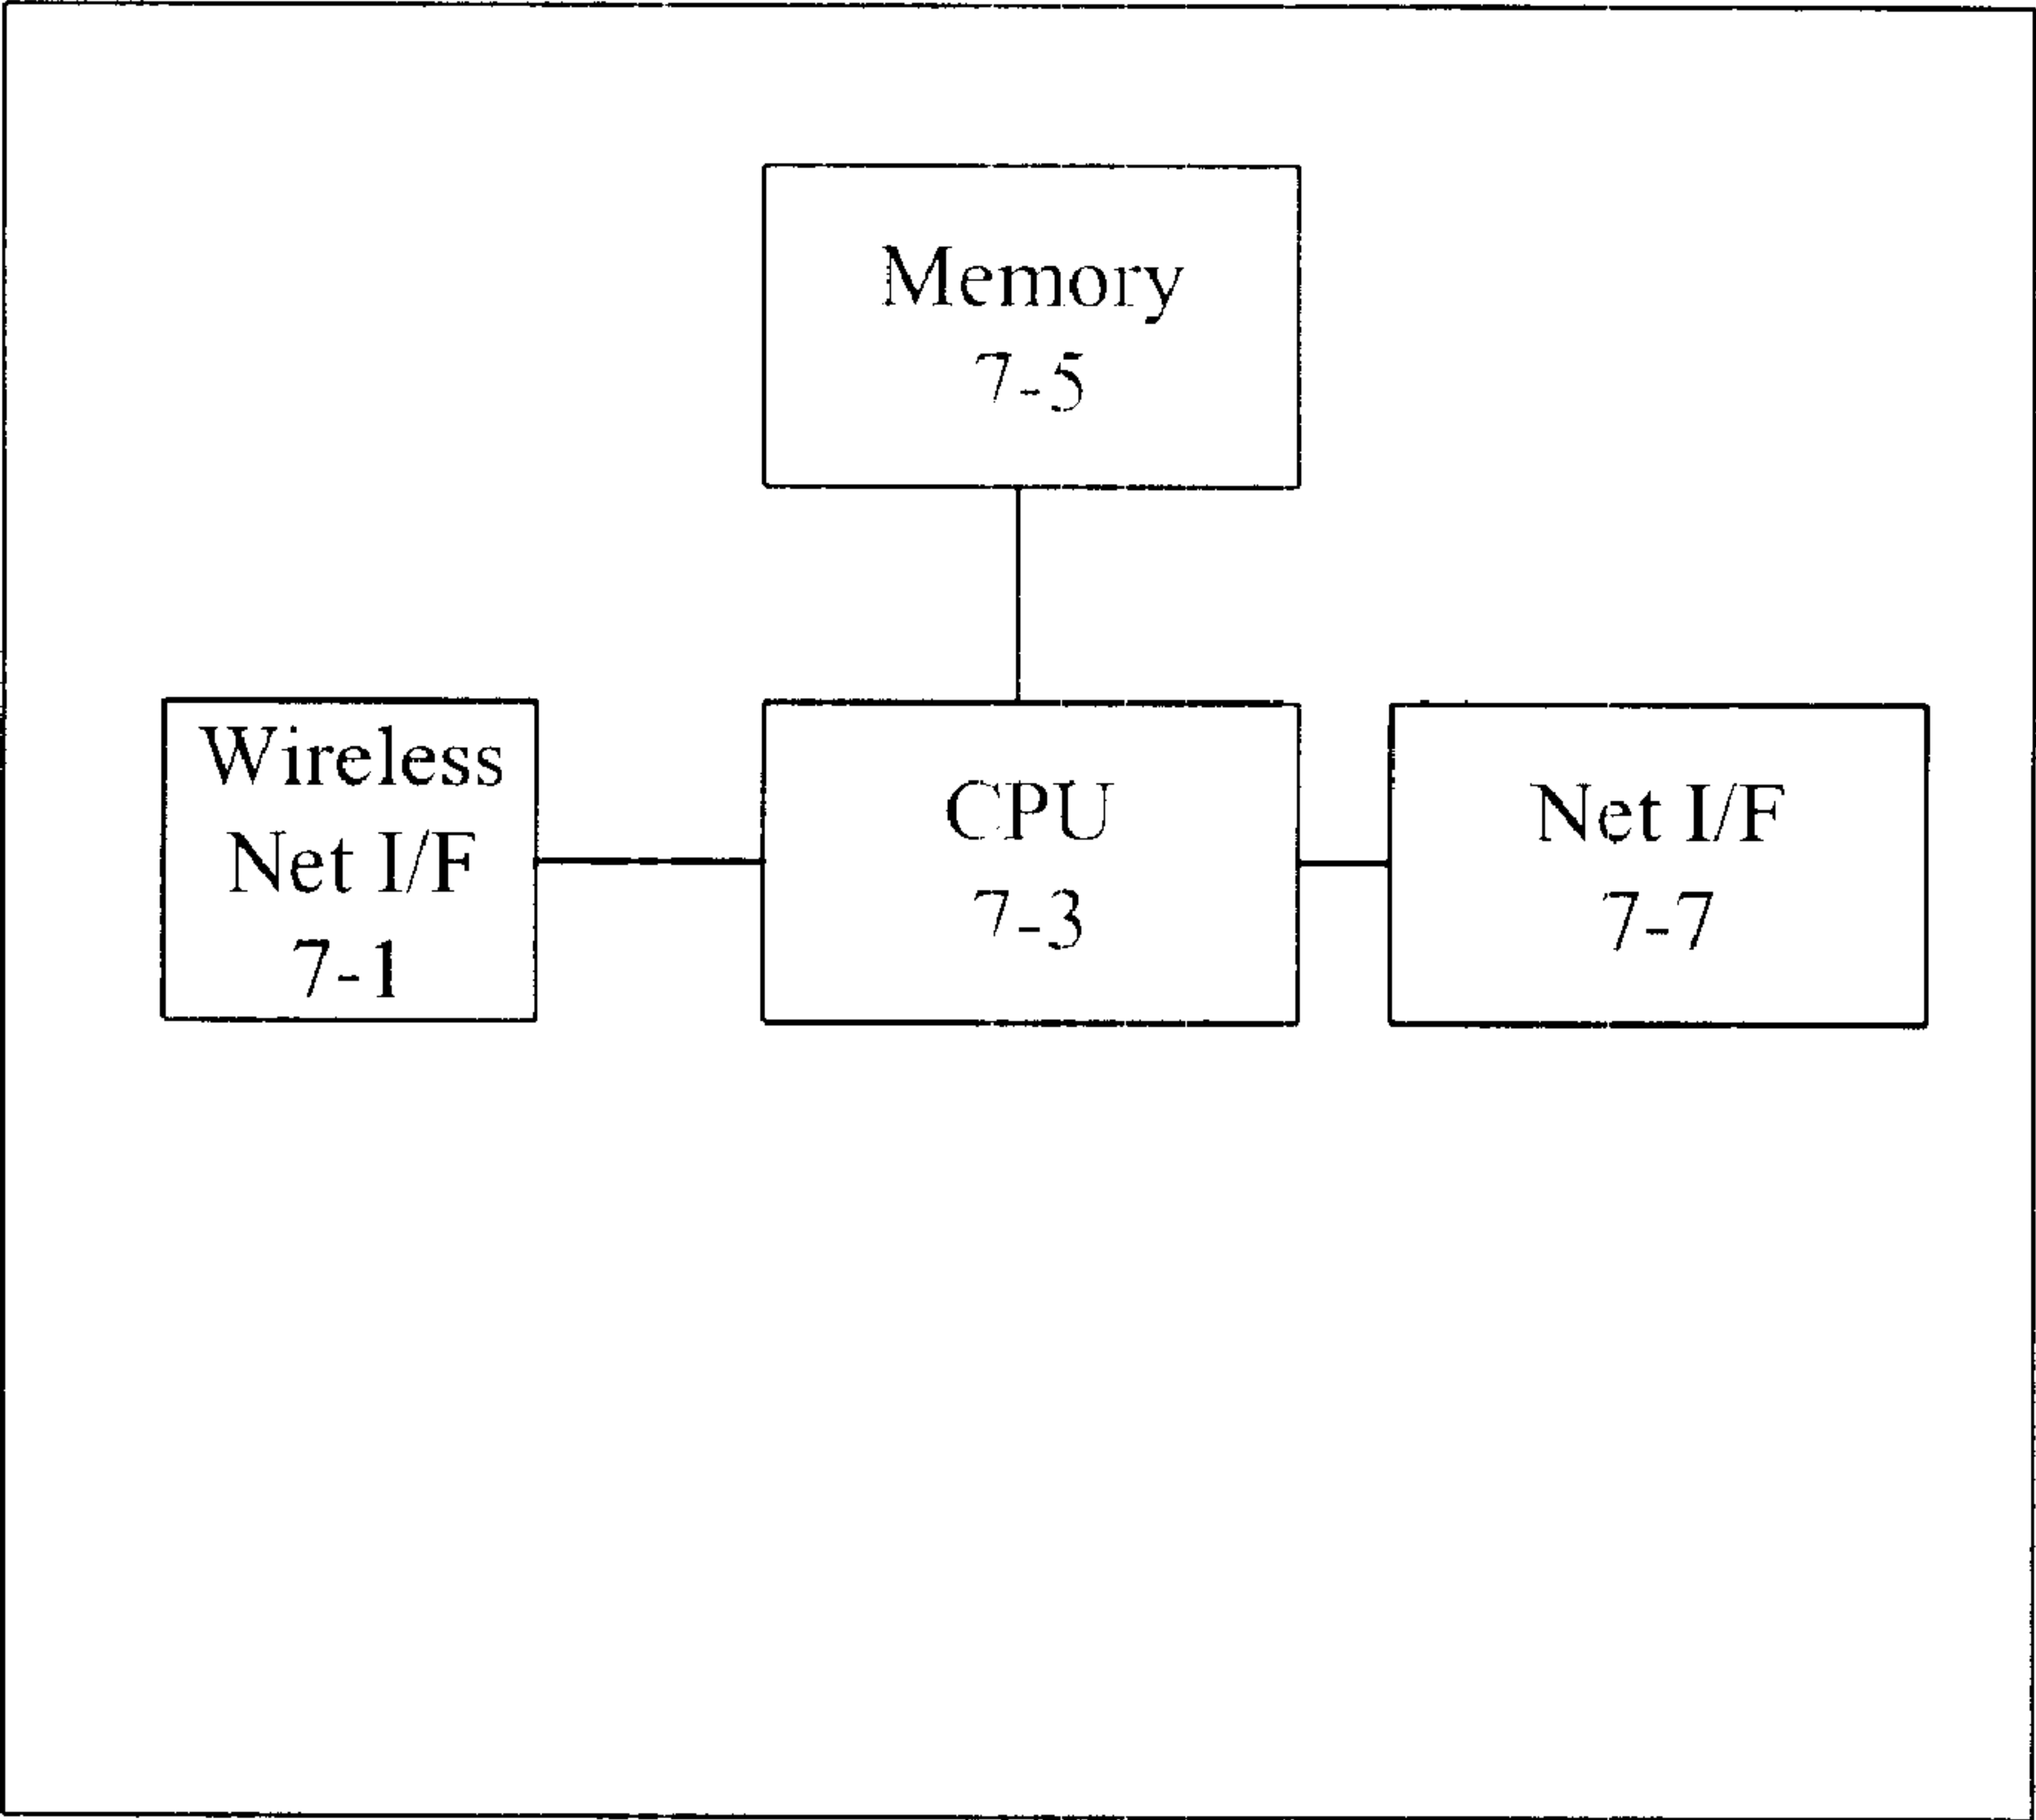 Memory
7-5
Wireless
Net I/F
7-1
CPU
7-3
Net I/F
7-7